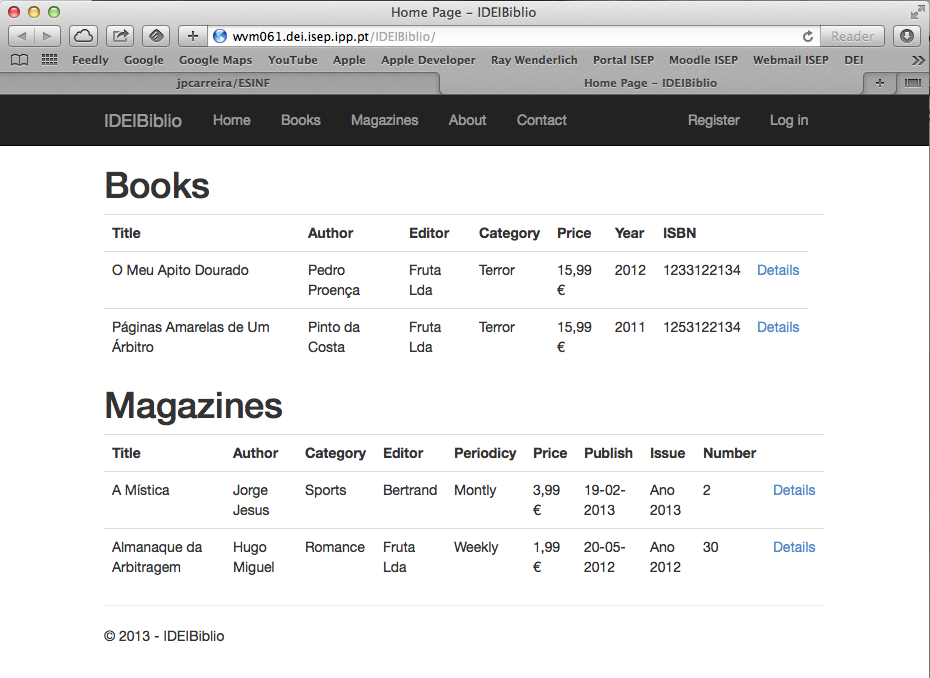 Home Page – IDEIBiblio
wvm061.dei.isep.ipp.pt/IDEIBiblio/
Reader
Feedly Google Google Maps YouTube Apple Apple Developer Ray Wenderlich Portal ISEP Moodle ISEP Webmail ISEP DEI
jpcarreira/ESINF
Home Page – IDEIBiblio
IDEIBiblio Home Books Magazines About Contact Register Log in
Books
Title Author Editor Category Price Year ISBN
O Meu Apito Dourado Pedro Fruta Terror 15,99 2012 1233122134 Details
Proença Lda €
Páginas Amarelas de Um Pinto da Fruta Terror 15,99 2011 1253122134 Details
Árbitro Costa Lda €
Magazines
Title Author Category Editor Periodicy Price Publish Issue Number
A Mística Jorge Sports Bertrand Montly 3,99 19-02- Ano 2 Details
Jesus € 2013 2013
Almanaque da Hugo Romance Fruta Weekly 1,99 20-05- Ano 30 Details
Arbitragem Miguel Lda € 2012 2012
© 2013 - IDEIBiblio